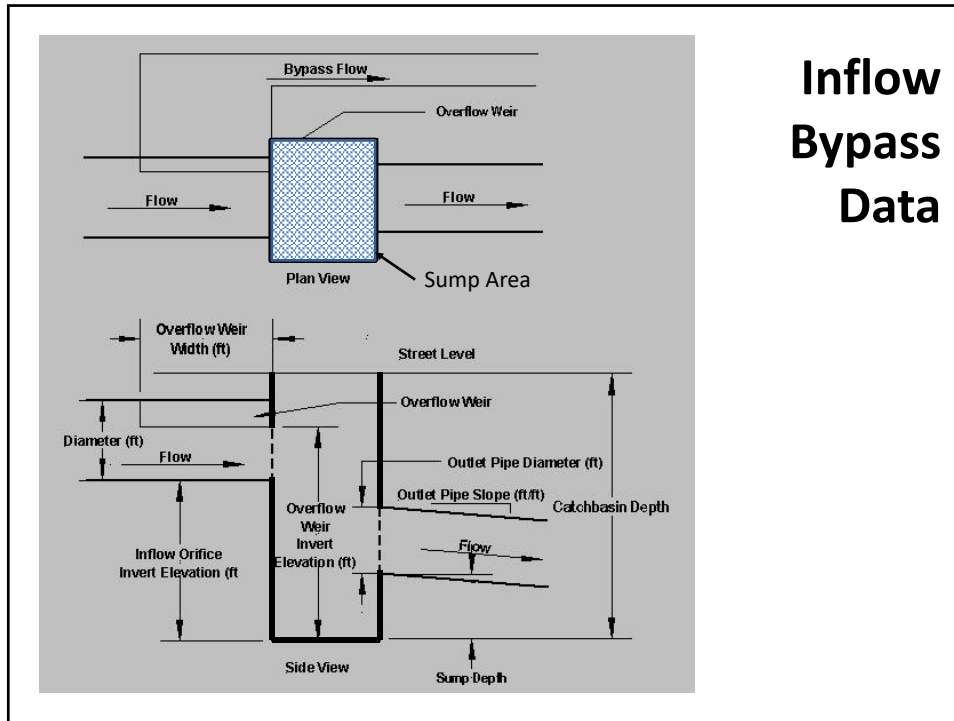 Inflow
Bypass
Data
Bypass Flow
Overflow Weir
Flow
Flow
Plan View
Sump Area
Overflow Weir
Width (ft)
Street Level
Overflow Weir
Diameter (ft)
Flow
Outlet Pipe Diameter (ft)
Outlet Pipe Slope (ft/ft)
Catchbasin Depth
Overflow
Weir
Invert
Elevation (ft)
Flow
Inflow Orifice
Invert Elevation (ft
Side View
Sump Depth